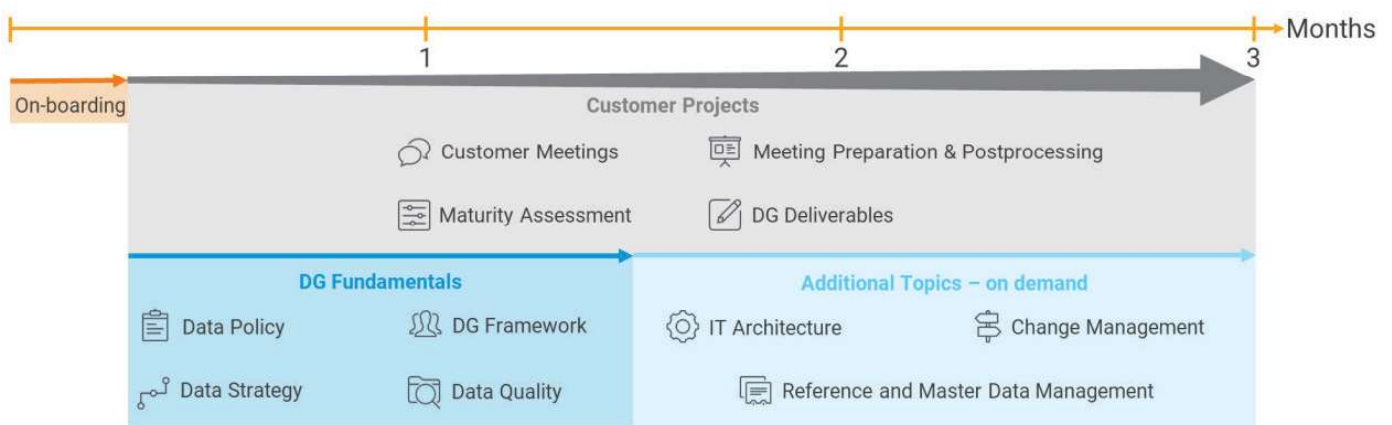 Months
1
2
3
On-boarding
Customer Projects
Customer Meetings
Meeting Preparation & Postprocessing
Maturity Assessment
DG Deliverables
DG Fundamentals
Additional Topics – on demand
Data Policy
DG Framework
IT Architecture
Change Management
Data Strategy
Data Quality
Reference and Master Data Management